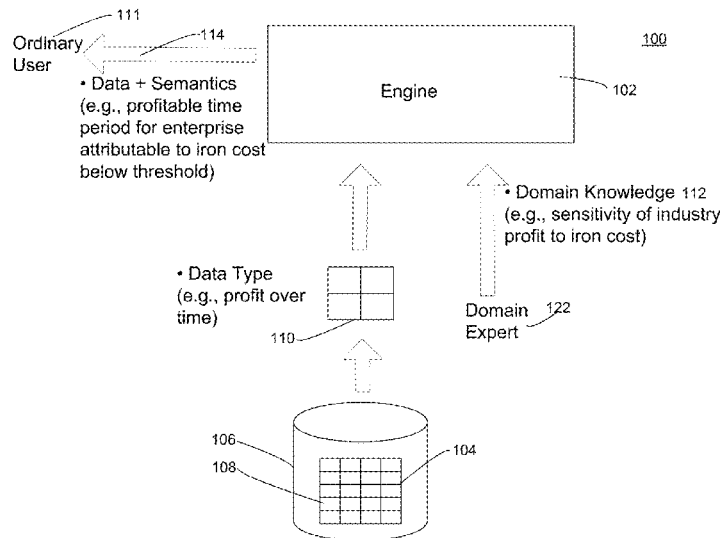 111
Ordinary
User
114
100
Engine
102
• Data + Semantics
(e.g., profitable time
period for enterprise
attributable to iron cost
below threshold)
• Domain Knowledge 112
(e.g., sensitivity of industry
profit to iron cost)
• Data Type
(e.g., profit over
time)
110
Domain
Expert
122
106
108
104